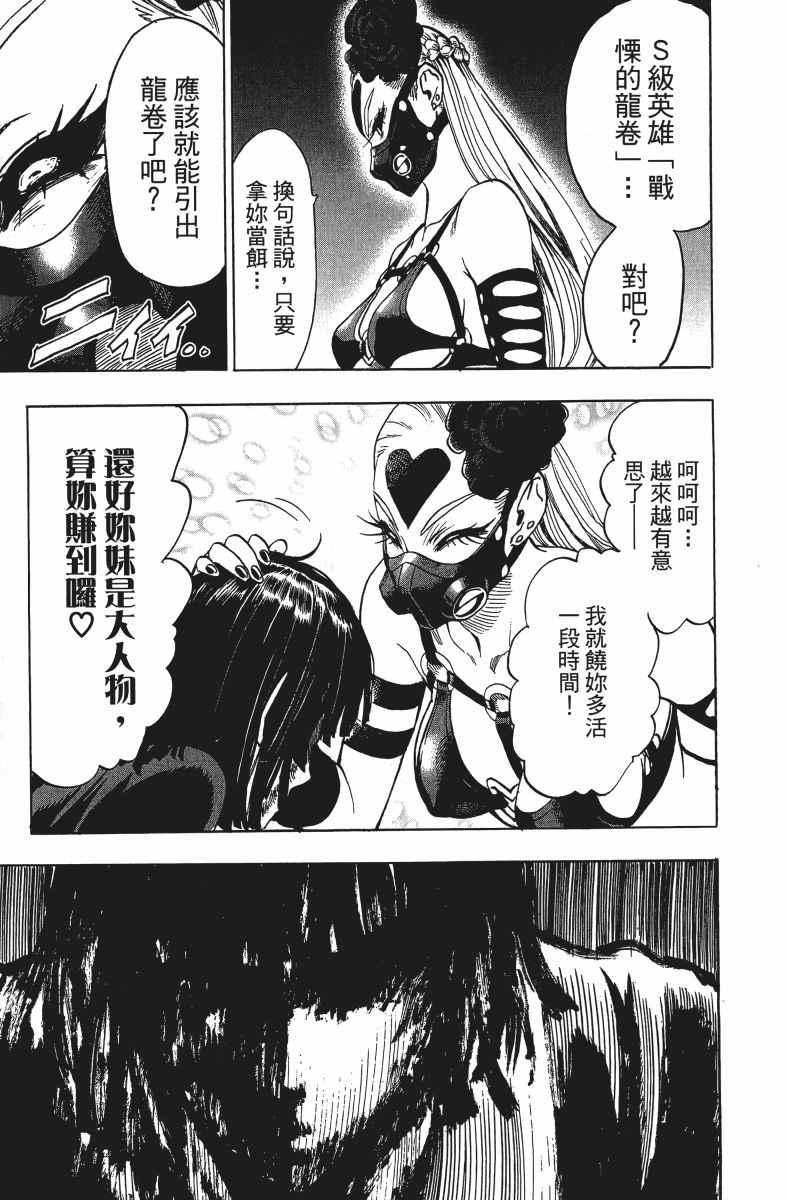 S級英雄「戰
慄的龍卷」…
對吧?
換句話說,只要
拿妳當餌…
應該就能引出
龍卷了吧?
ニイィ..
呵呵呵…
越來越有意
思了——
我就饒妳多活
一段時間!
還好妳妹是大人物,
算妳賺到囉♡